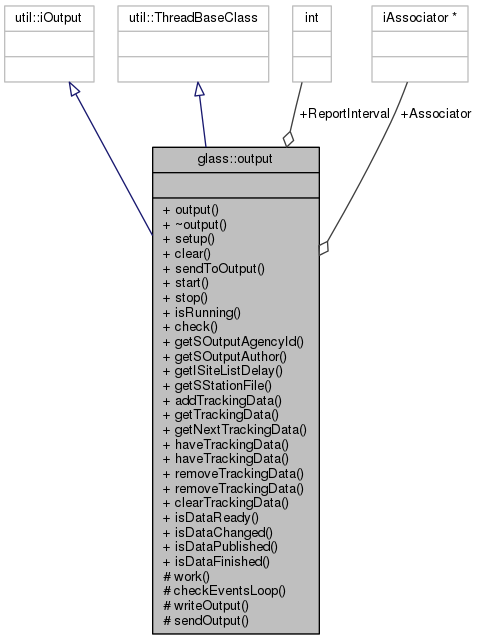 util::iOutput
util::ThreadBaseClass
int
iAssociator *
+ReportInterval
+Associator
glass::output
+ output()
+ ~output()
+ setup()
+ clear()
+ sendToOutput()
+ start()
+ stop()
+ isRunning()
+ check()
+ getSOutputAgencyId()
+ getSOutputAuthor()
+ getISiteListDelay()
+ getSStationFile()
+ addTrackingData()
+ getTrackingData()
+ getNextTrackingData()
+ haveTrackingData()
+ haveTrackingData()
+ removeTrackingData()
+ removeTrackingData()
+ clearTrackingData()
+ isDataReady()
+ isDataChanged()
+ isDataPublished()
+ isDataFinished()
# work()
# checkEventsLoop()
# writeOutput()
# sendOutput()